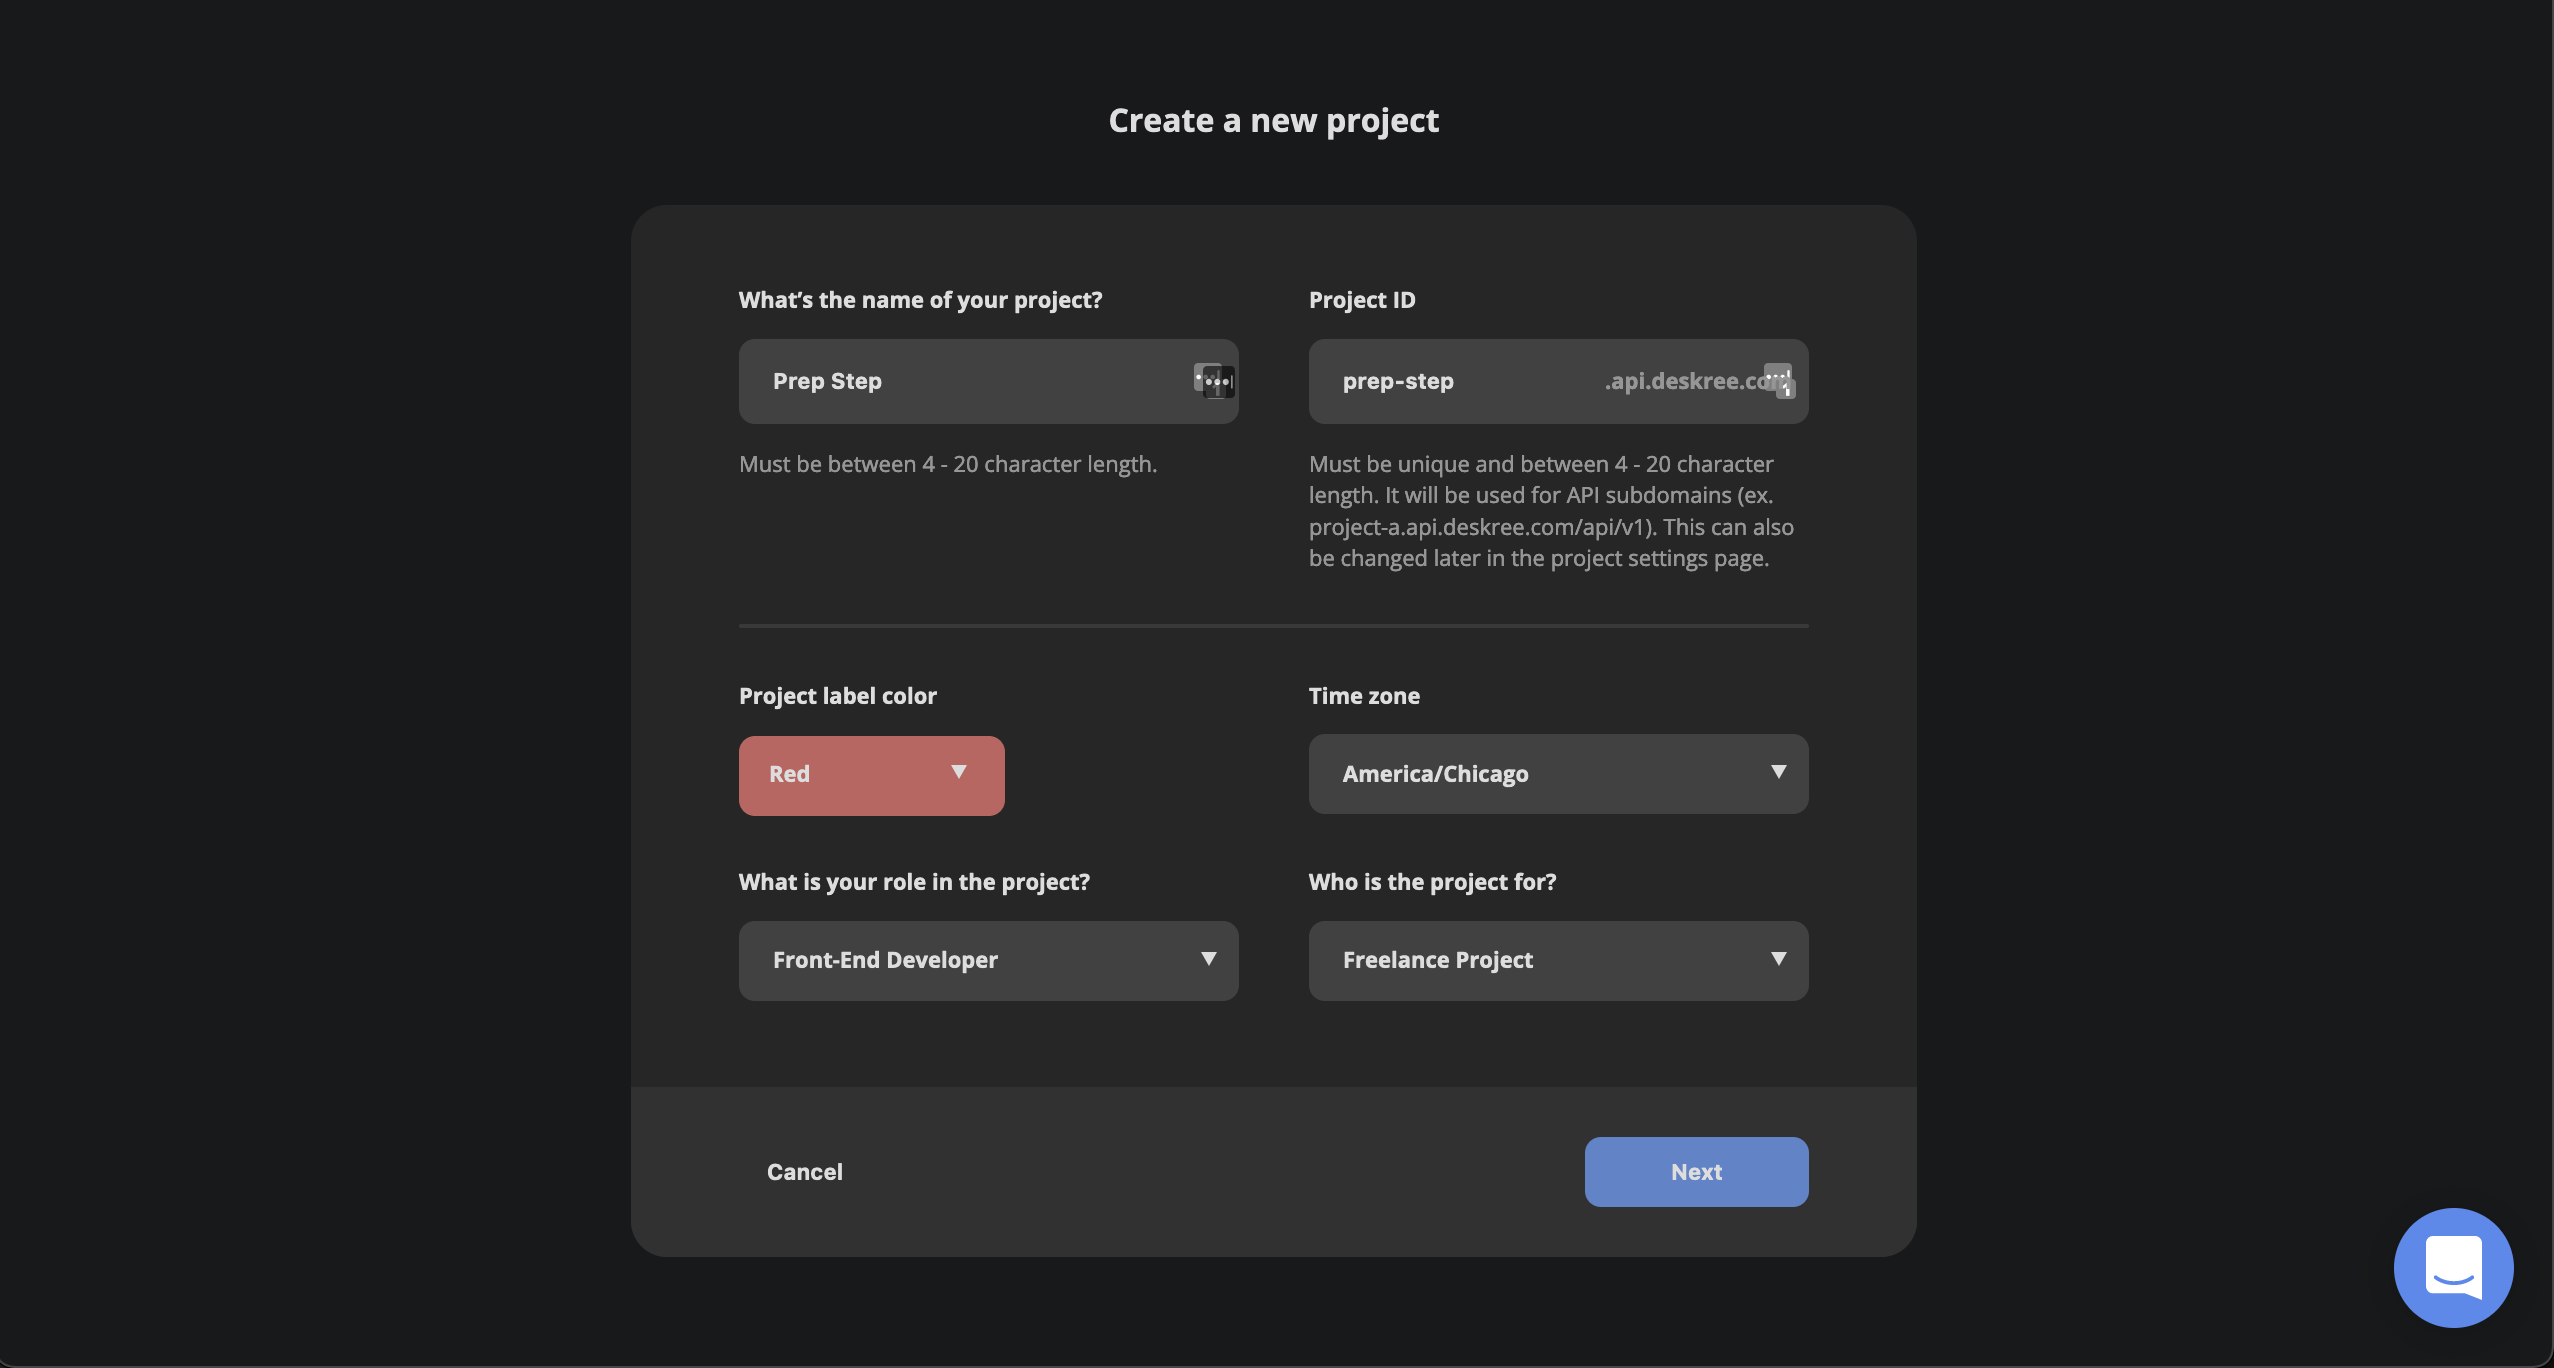 Create a new project
What's the name of your project?
Prep Step
Must be between 4 - 20 character length.
Project ID
prep-step .api.deskree.com
Must be unique and between 4 - 20 character
length. It will be used for API subdomains (ex.
project-a.api.deskree.com/api/v1). This can also
be changed later in the project settings page.
Project label color
Red
Time zone
America/Chicago
What is your role in the project?
Front-End Developer
Who is the project for?
Freelance Project
Cancel
Next